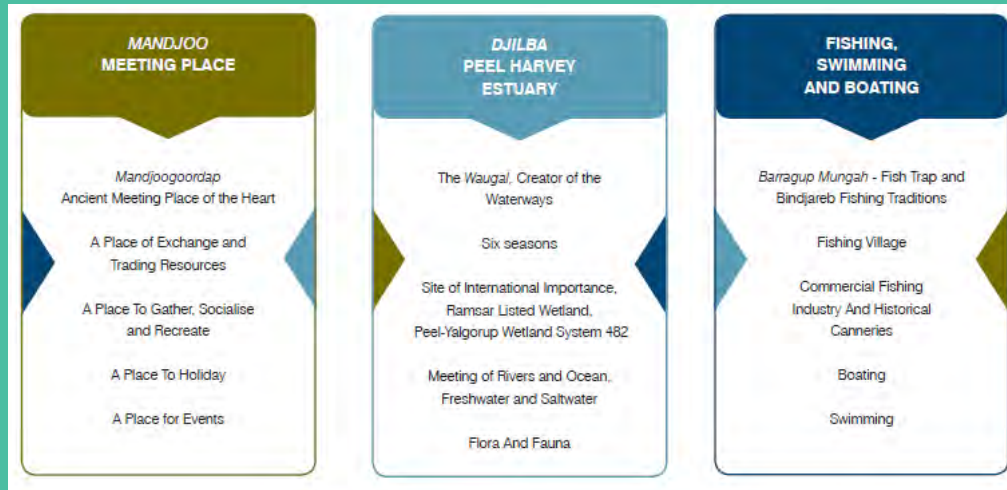 MANDJOO
MEETING PLACE
Mandjoogoordap
Ancient Meeting Place of the Heart
A Place of Exchange and
Trading Resources
A Place To Gather, Socialise
and Recreate
A Place To Holiday
A Place for Events
DJILBA
PEEL HARVEY
ESTUARY
The Waugal, Creator of the
Waterways
Six seasons
Site of International Importance,
Ramsar Listed Wetland,
Peel-Yalgorup Wetland System 482
Meeting of Rivers and Ocean,
Freshwater and Saltwater
Flora And Fauna
FISHING,
SWIMMING
AND BOATING
Barragup Mungah - Fish Trap and
Bindjareb Fishing Traditions
Fishing Village
Commercial Fishing
Industry And Historical
Canneries
Boating
Swimming